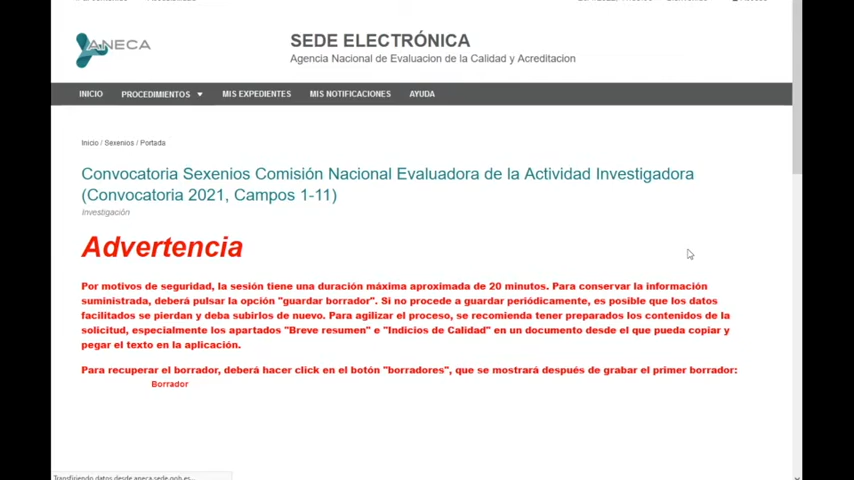 ANECA
SEDE ELECTRÓNICA
Agencia Nacional de Evaluacion de la Calidad y Acreditacion
INICIO PROCEDIMIENTOS MIS EXPEDIENTES MIS NOTIFICACIONES AYUDA
Inicio / Sexenios / Portada
Convocatoria Sexenios Comisión Nacional Evaluadora de la Actividad Investigadora
(Convocatoria 2021, Campos 1-11)
Investigación
Advertencia
Por motivos de seguridad, la sesión tiene una duración máxima aproximada de 20 minutos. Para conservar la información
suministrada, deberá pulsar la opción "guardar borrador". Si no procede a guardar periódicamente, es posible que los datos
facilitados se pierdan y deba subirlos de nuevo. Para agilizar el proceso, se recomienda tener preparados los contenidos de la
solicitud, especialmente los apartados "Breve resumen" e "Indicios de Calidad" en un documento desde el que pueda copiar y
pegar el texto en la aplicación.
Para recuperar el borrador, deberá hacer click en el botón "borradores", que se mostrará después de grabar el primer borrador:
Borrador
Transfiriendo datos desde aneca.sede.gob.es...